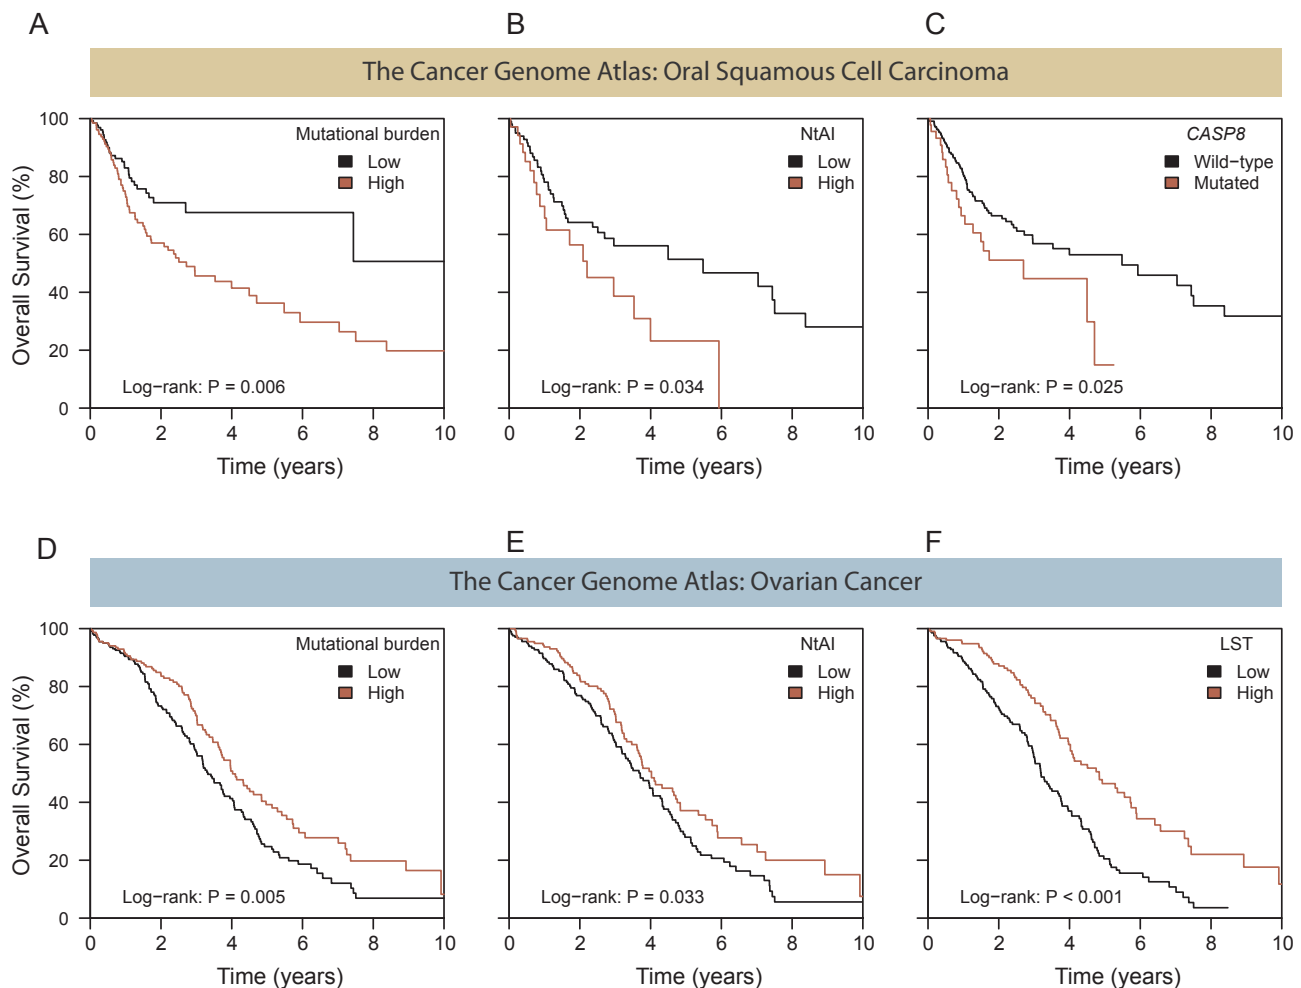 A
B
C
The Cancer Genome Atlas: Oral Squamous Cell Carcinoma
Overall Survival (%)
100
80
60
40
20
0
Mutational burden
Low
High
Log−rank: P = 0.006
0 2 4 6 8 10
Time (years)
NtAI
Low
High
Log−rank: P = 0.034
0 2 4 6 8 10
Time (years)
CASP8
Wild−type
Mutated
Log−rank: P = 0.025
0 2 4 6 8 10
Time (years)
D
E
F
The Cancer Genome Atlas: Ovarian Cancer
Overall Survival (%)
100
80
60
40
20
0
Mutational burden
Low
High
Log−rank: P = 0.005
0 2 4 6 8 10
Time (years)
NtAI
Low
High
Log−rank: P = 0.033
0 2 4 6 8 10
Time (years)
LST
Low
High
Log−rank: P < 0.001
0 2 4 6 8 10
Time (years)